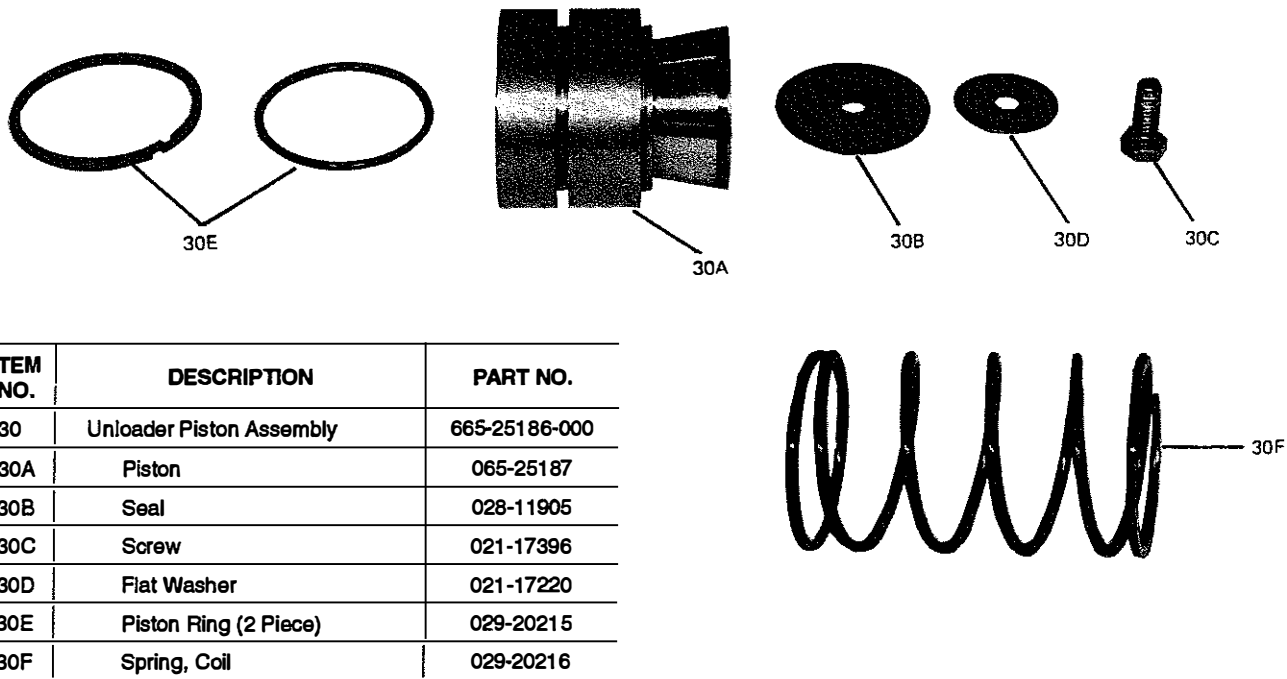 30E
30A
30B
30D
30C
30F
TEM NO. DESCRIPTION PART NO.
30 Unloader Piston Assembly 665-25186-000
30A Piston 065-25187
30B Seal 028-11905
30C Screw 021-17396
30D Flat Washer 021-17220
30E Piston Ring (2 Piece) 029-20215
30F Spring, Coil 029-20216